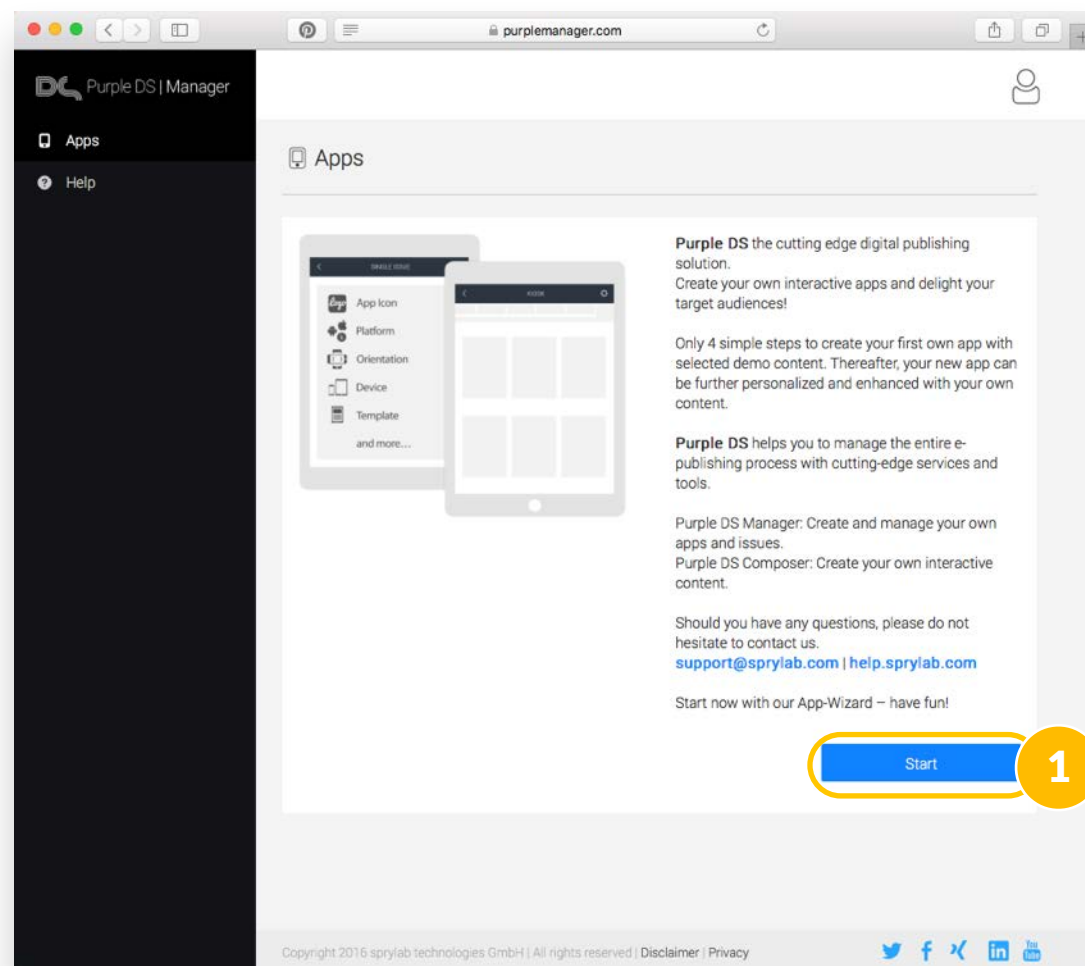 purplemanager.com
Purple DS | Manager
Apps
Help
Apps
SINGLE ISSUE
App Icon
Platform
Orientation
Device
Template
and more...
KIOSK
Purple DS the cutting edge digital publishing
solution.
Create your own interactive apps and delight your
target audiences!
Only 4 simple steps to create your first own app with
selected demo content. Thereafter, your new app can
be further personalized and enhanced with your own
content.
Purple DS helps you to manage the entire e-
publishing process with cutting-edge services and
tools.
Purple DS Manager: Create and manage your own
apps and issues.
Purple DS Composer: Create your own interactive
content.
Should you have any questions, please do not
hesitate to contact us.
support@sprylab.com | help.sprylab.com
Start now with our App-Wizard – have fun!
Start
1
Copyright 2016 sprylab technologies GmbH | All rights reserved | Disclaimer | Privacy